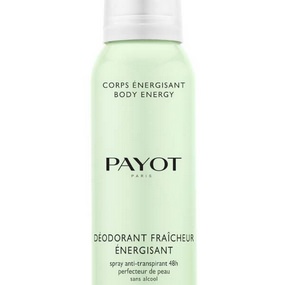 CORPS ÉNERGISANT
BODY ENERGY
PAYOT
PARIS
DÉODORANT FRAÎCHEUR
ÉNERGISANT
spray anti-transpirant 48h
perfecteur de peau
sans alcool